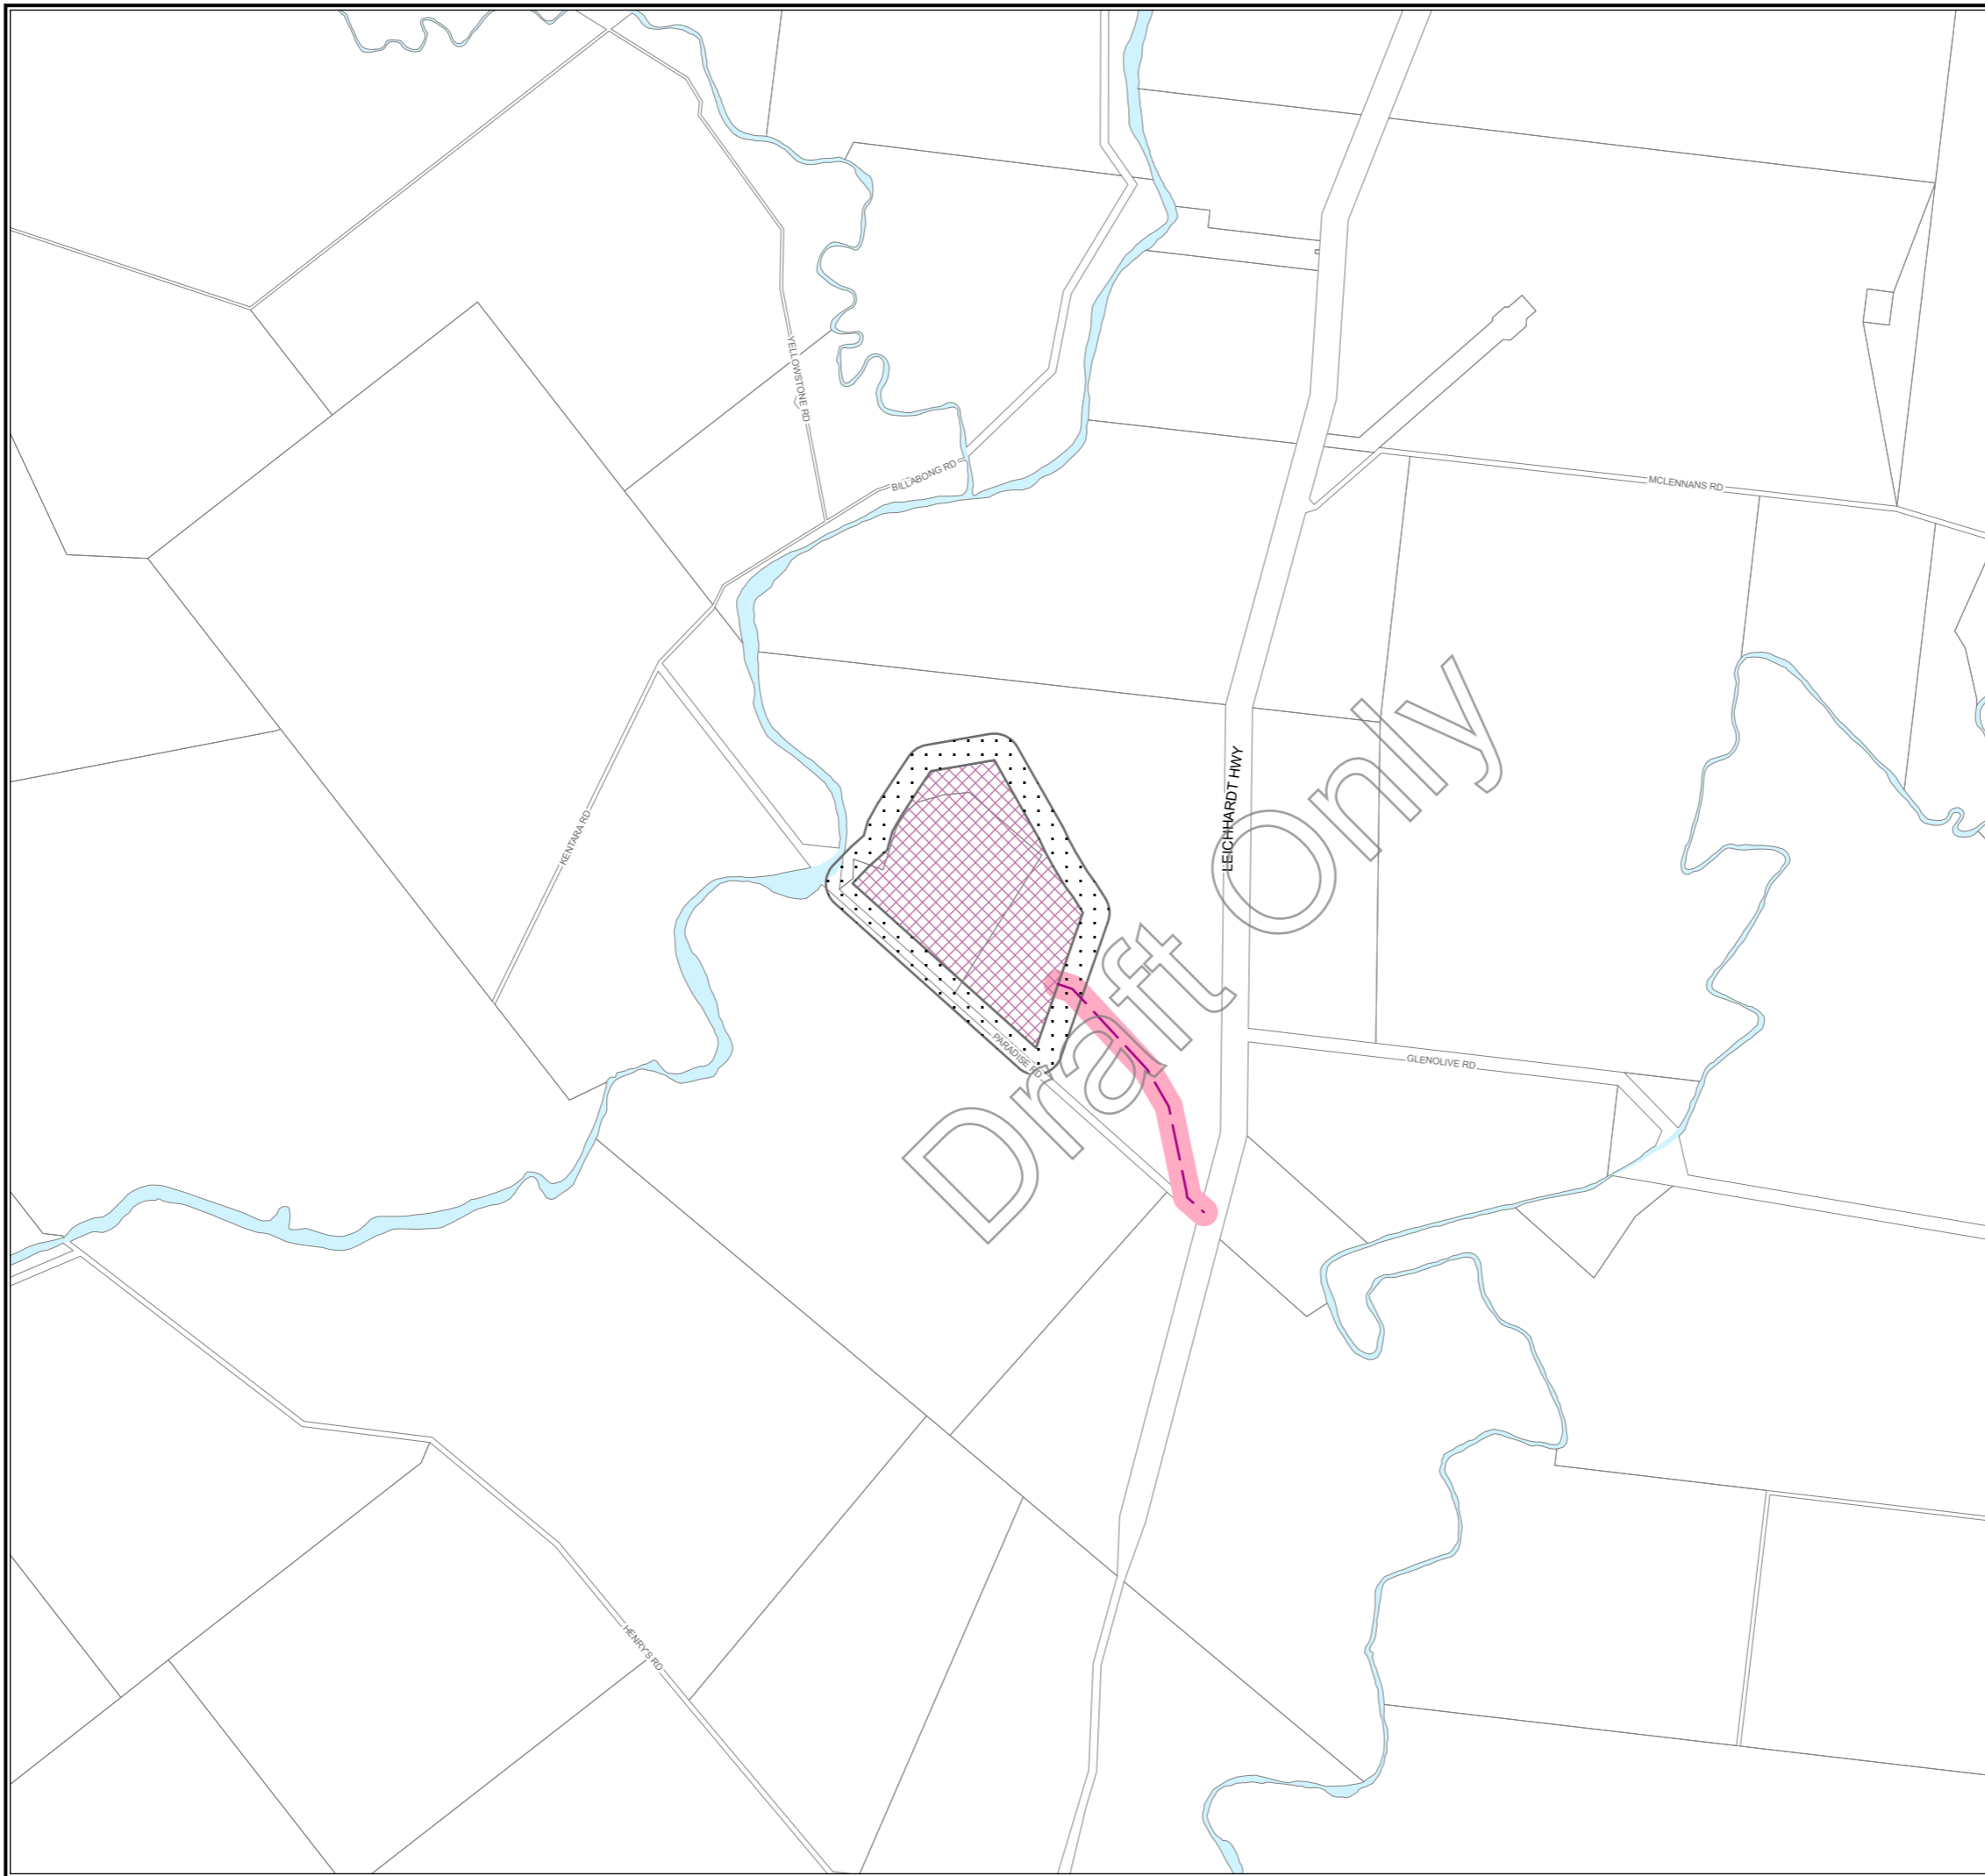 YELLOWSTONE RD
BILLABONG RD
MCLENNANS RD
LEICHHARDT HWY
KENTARA RD
PARADISE RD
GLENOLIVE RD
Draft Only
HENRY'S RD